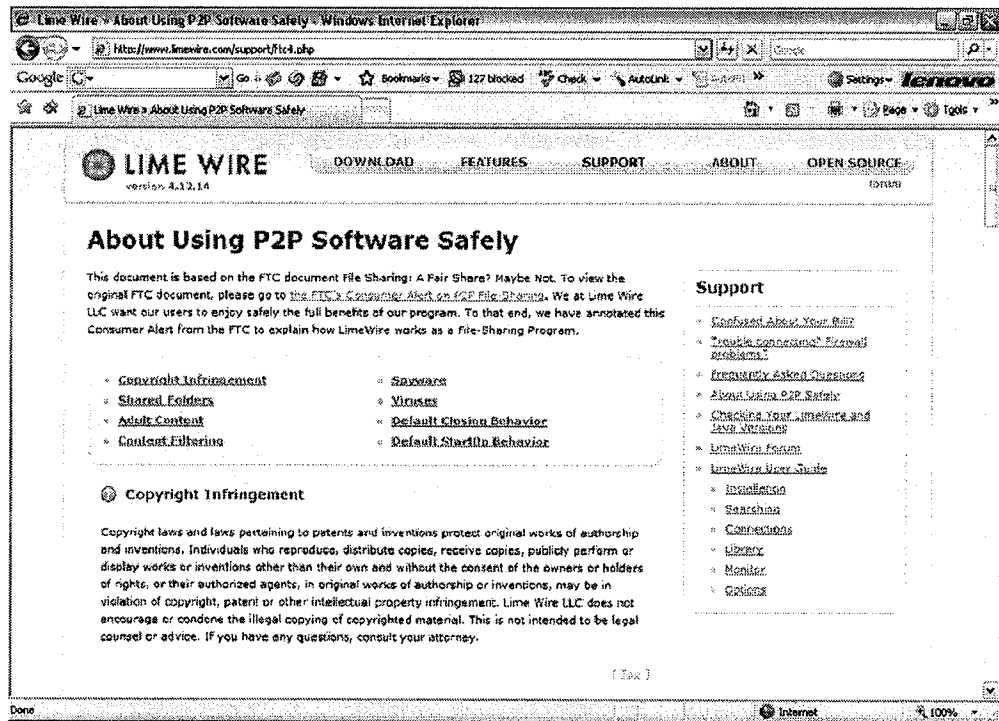 Lime Wire » About Using P2P Software Safely - Windows Internet Explorer
http://www.limewire.com/support/ftc4.php
Google
Google
Go
Bookmarks
127 blocked
Check
AutoLink
Settings
lenovo
Lime Wire » About Using P2P Software Safely
Page
Tools
LIME WIRE
version 4.12.14
DOWNLOAD
FEATURES
SUPPORT
ABOUT
OPEN SOURCE
About Using P2P Software Safely
This document is based on the FTC document File Sharing: A Fair Share? Maybe Not. To view the
original FTC document, please go to the FTC's Consumer Alert on P2P File-Sharing. We at Lime Wire
LLC want our users to enjoy safely the full benefits of our program. To that end, we have annotated this
Consumer Alert from the FTC to explain how LimeWire works as a File-Sharing Program.
Copyright Infringement
Shared Folders
Adult Content
Content Filtering
Spyware
Viruses
Default Closing Behavior
Default StartUp Behavior
Copyright Infringement
Copyright laws and laws pertaining to patents and inventions protect original works of authorship
and inventions. Individuals who reproduce, distribute copies, receive copies, publicly perform or
display works or inventions other than their own and without the consent of the owners or holders
of rights, or their authorized agents, in original works of authorship or inventions, may be in
violation of copyright, patent or other intellectual property infringement. Lime Wire LLC does not
encourage or condone the illegal copying of copyrighted material. This is not intended to be legal
counsel or advice. If you have any questions, consult your attorney.
[ Top ]
Support
Confused About Your Bill?
"Trouble connecting" Firewall
problems?
Frequently Asked Questions
About Using P2P Safely
Checking Your LimeWire and
Java Versions
LimeWire Forum
LimeWire User Guide
Installation
Searching
Connections
Library
Monitor
Options
Done
Internet
100%